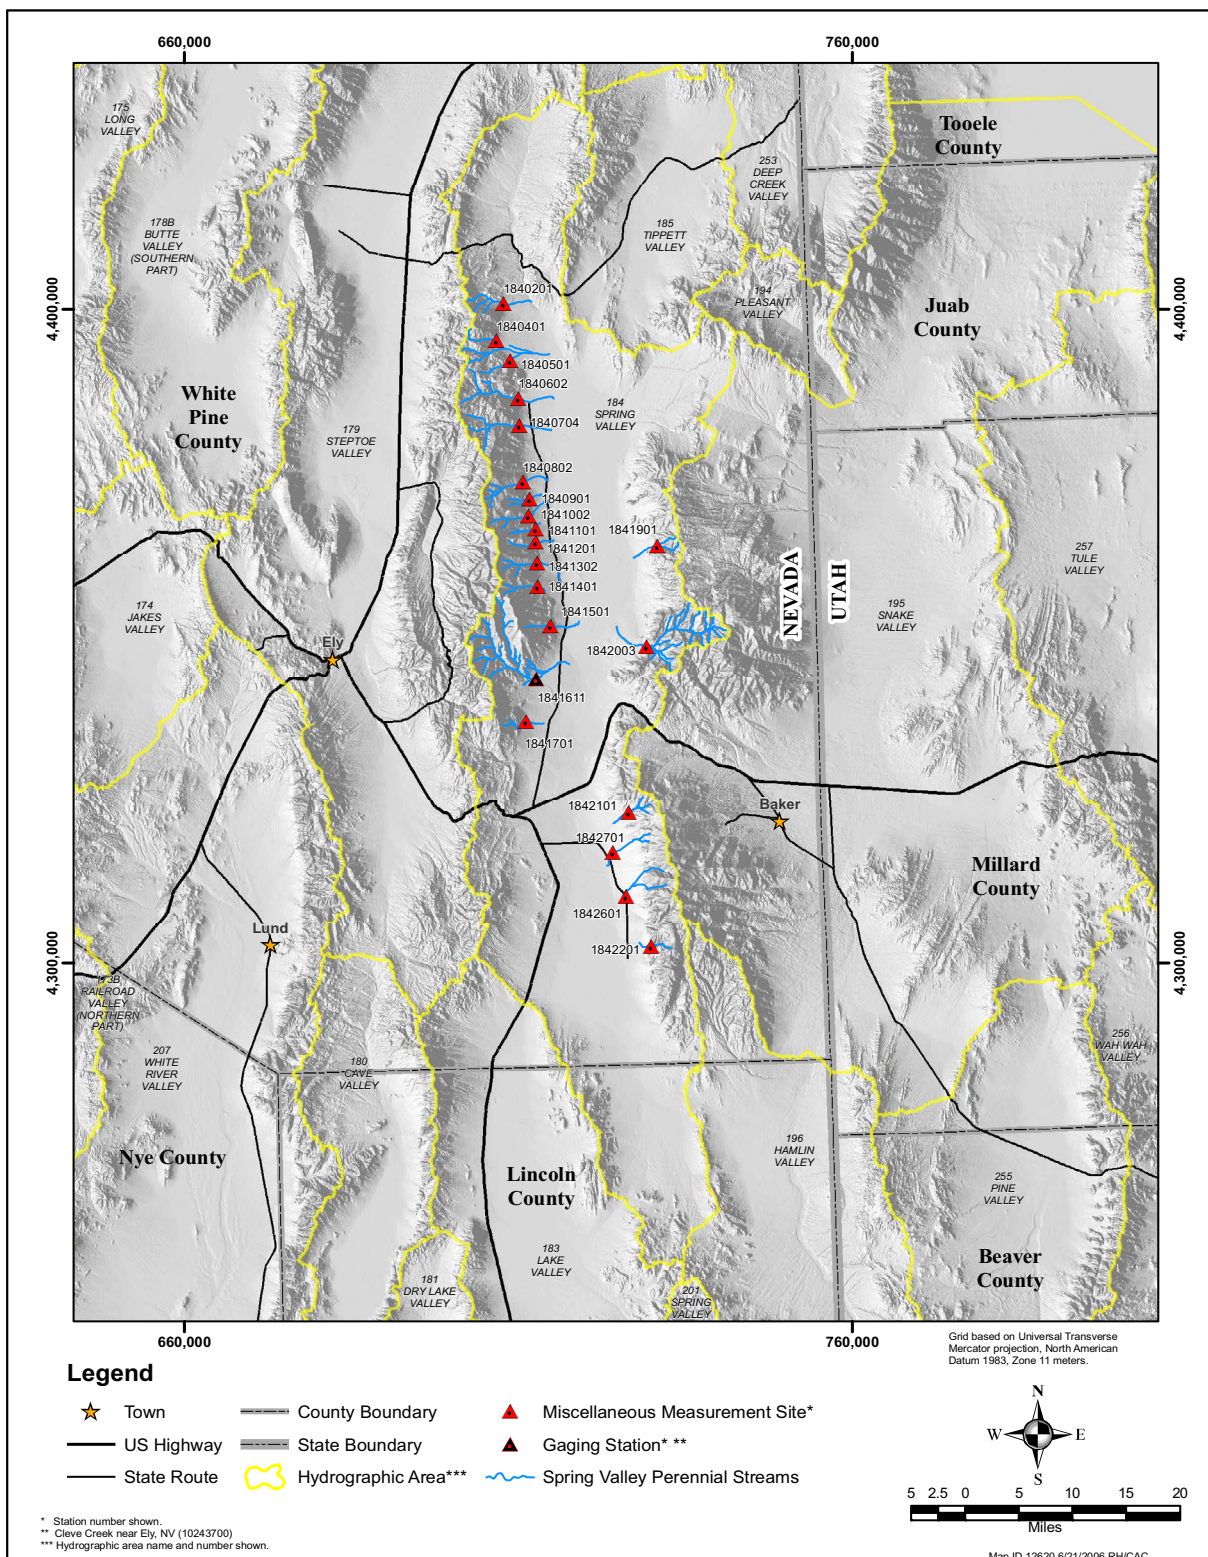 660,000
760,000
175
LONG
VALLEY
Tooele
County
253
DEEP
CREEK
VALLEY
178B
BUTTE
VALLEY
(SOUTHERN
PART)
185
TIPPETT
VALLEY
194
PLEASANT
VALLEY
1840201
4,400,000
4,400,000
Juab
County
1840401
1840501
White
Pine
County
1840602
184
SPRING
VALLEY
1840704
179
STEPTOE
VALLEY
1840802
1840901
1841002
1841101
1841901
1841201
1841302
257
TULE
VALLEY
1841401
NEVADA
UTAH
174
JAKES
VALLEY
1841501
195
SNAKE
VALLEY
Ely
1842003
1841611
1841701
1842101
Baker
1842701
Millard
County
1842601
Lund
1842201
4,300,000
4,300,000
173B
RAILROAD
VALLEY
(NORTHERN
PART)
207
WHITE
RIVER
VALLEY
180
CAVE
VALLEY
256
WAH WAH
VALLEY
Nye County
Lincoln
County
196
HAMLIN
VALLEY
255
PINE
VALLEY
183
LAKE
VALLEY
Beaver
County
181
DRY LAKE
VALLEY
201
SPRING
VALLEY
660,000
760,000
Grid based on Universal Transverse
Mercator projection, North American
Datum 1983, Zone 11 meters.
Legend
Town
County Boundary
Miscellaneous Measurement Site*
US Highway
State Boundary
Gaging Station* **
State Route
Hydrographic Area***
Spring Valley Perennial Streams
N
W
E
S
5 2.5 0 5 10 15 20
Miles
* Station number shown.
** Cleve Creek near Ely, NV (10243700)
*** Hydrographic area name and number shown.
Map ID 12620 6/21/2006 RH/CAC